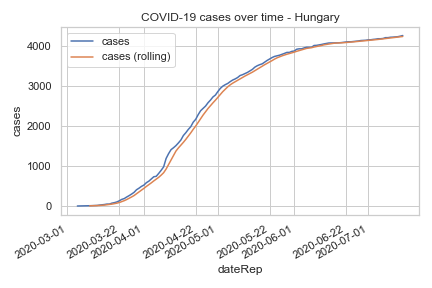 COVID-19 cases over time - Hungary
cases
cases (rolling)
4000
3000
2000
1000
0
cases
2020-03-01
2020-03-22
2020-04-01
2020-04-22
2020-05-01
2020-05-22
2020-06-01
2020-06-22
2020-07-01
dateRep